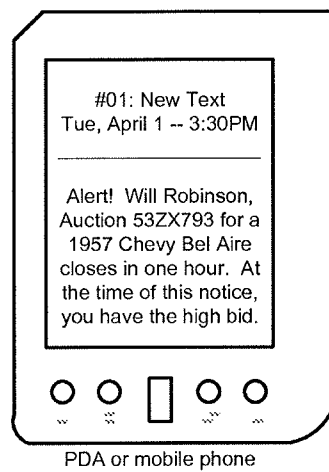 #01: New Text
Tue, April 1 -- 3:30PM
Alert! Will Robinson,
Auction 53ZX793 for a
1957 Chevy Bel Aire
closes in one hour. At
the time of this notice,
you have the high bid.
PDA or mobile phone